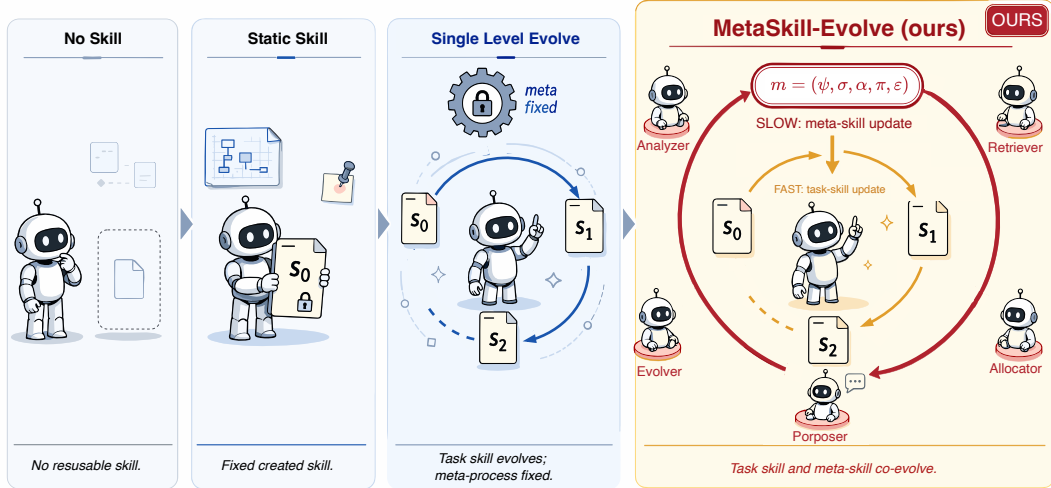 No Skill
No resusable skill.
Static Skill
S0
Fixed created skill.
Single Level Evolve
meta
fixed
S0
S1
S2
Task skill evolves;
meta-process fixed.
OURS
MetaSkill-Evolve (ours)
m = (ψ, σ, α, π, ε)
SLOW: meta-skill update
Analyzer
Retriever
FAST: task-skill update
S0
S1
S2
Evolver
Allocator
Porposer
Task skill and meta-skill co-evolve.